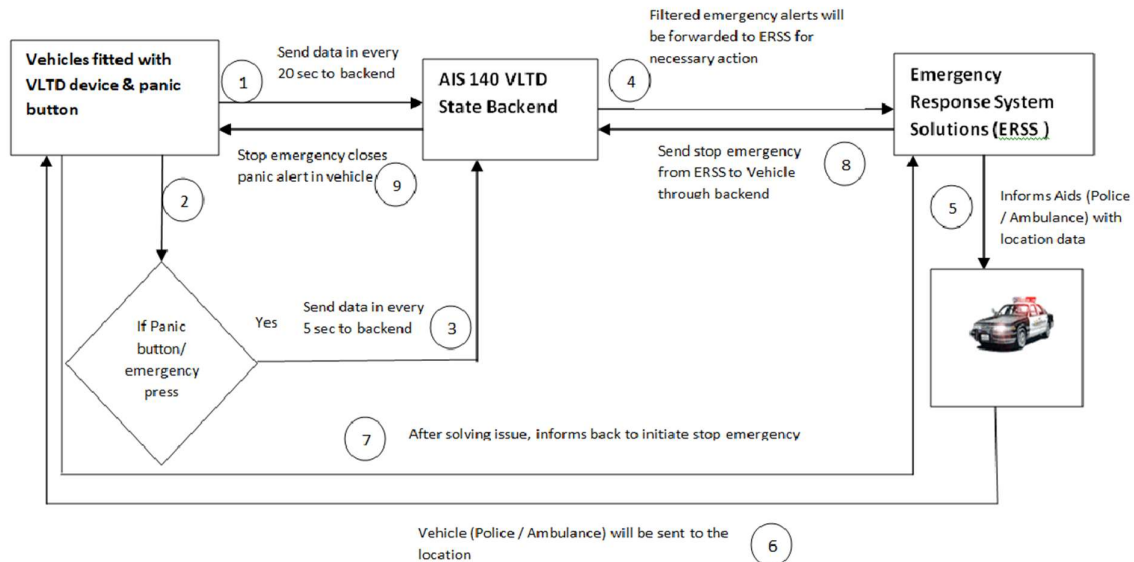 Vehicles fitted with
VLTD device & panic
button
1
Send data in every
20 sec to backend
AIS 140 VLTD
State Backend
Filtered emergency alerts will
be forwarded to ERSS for
necessary action
4
Emergency
Response System
Solutions (ERSS )
Stop emergency closes
panic alert in vehicle
9
Send stop emergency
from ERSS to Vehicle
through backend
8
2
5
Informs Aids (Police
/ Ambulance) with
location data
If Panic
button/
emergency
press
Yes
Send data in every
5 sec to backend
3
7
After solving issue, informs back to initiate stop emergency
Vehicle (Police / Ambulance) will be sent to the
location
6